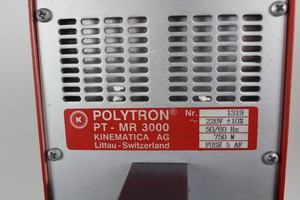 K
POLYTRON®
PT - MR 3000
KINEMATICA AG
Littau - Switzerland
Nr. 1319
~ 220V ±10%
50/60 Hz
750 W
FUSE 5 AF